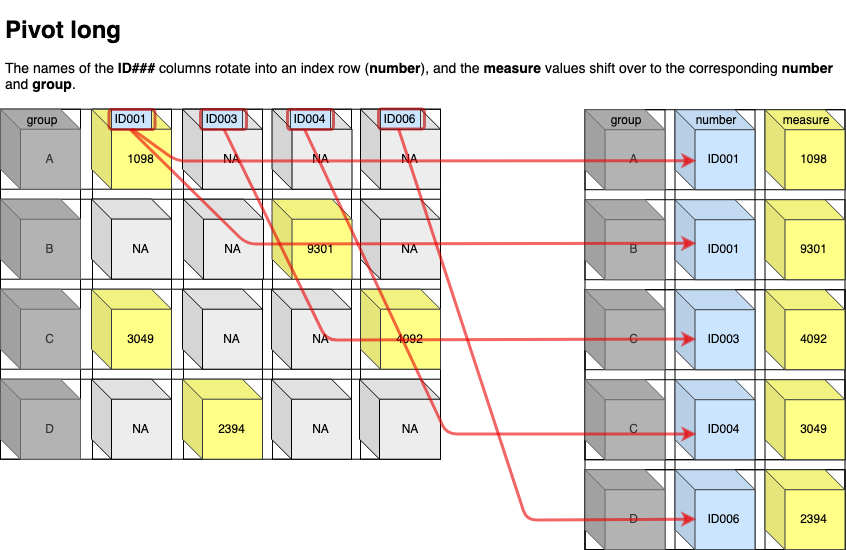 Pivot long
The names of the ID### columns rotate into an index row (number), and the measure values shift over to the corresponding number
and group.
group ID001 ID003 ID004 ID006 group number measure
A 1098 NA NA NA A ID001 1098
B NA NA 9301 NA B ID001 9301
C 3049 NA NA 4092 C ID003 4092
D NA 2394 NA NA C ID004 3049
D ID006 2394